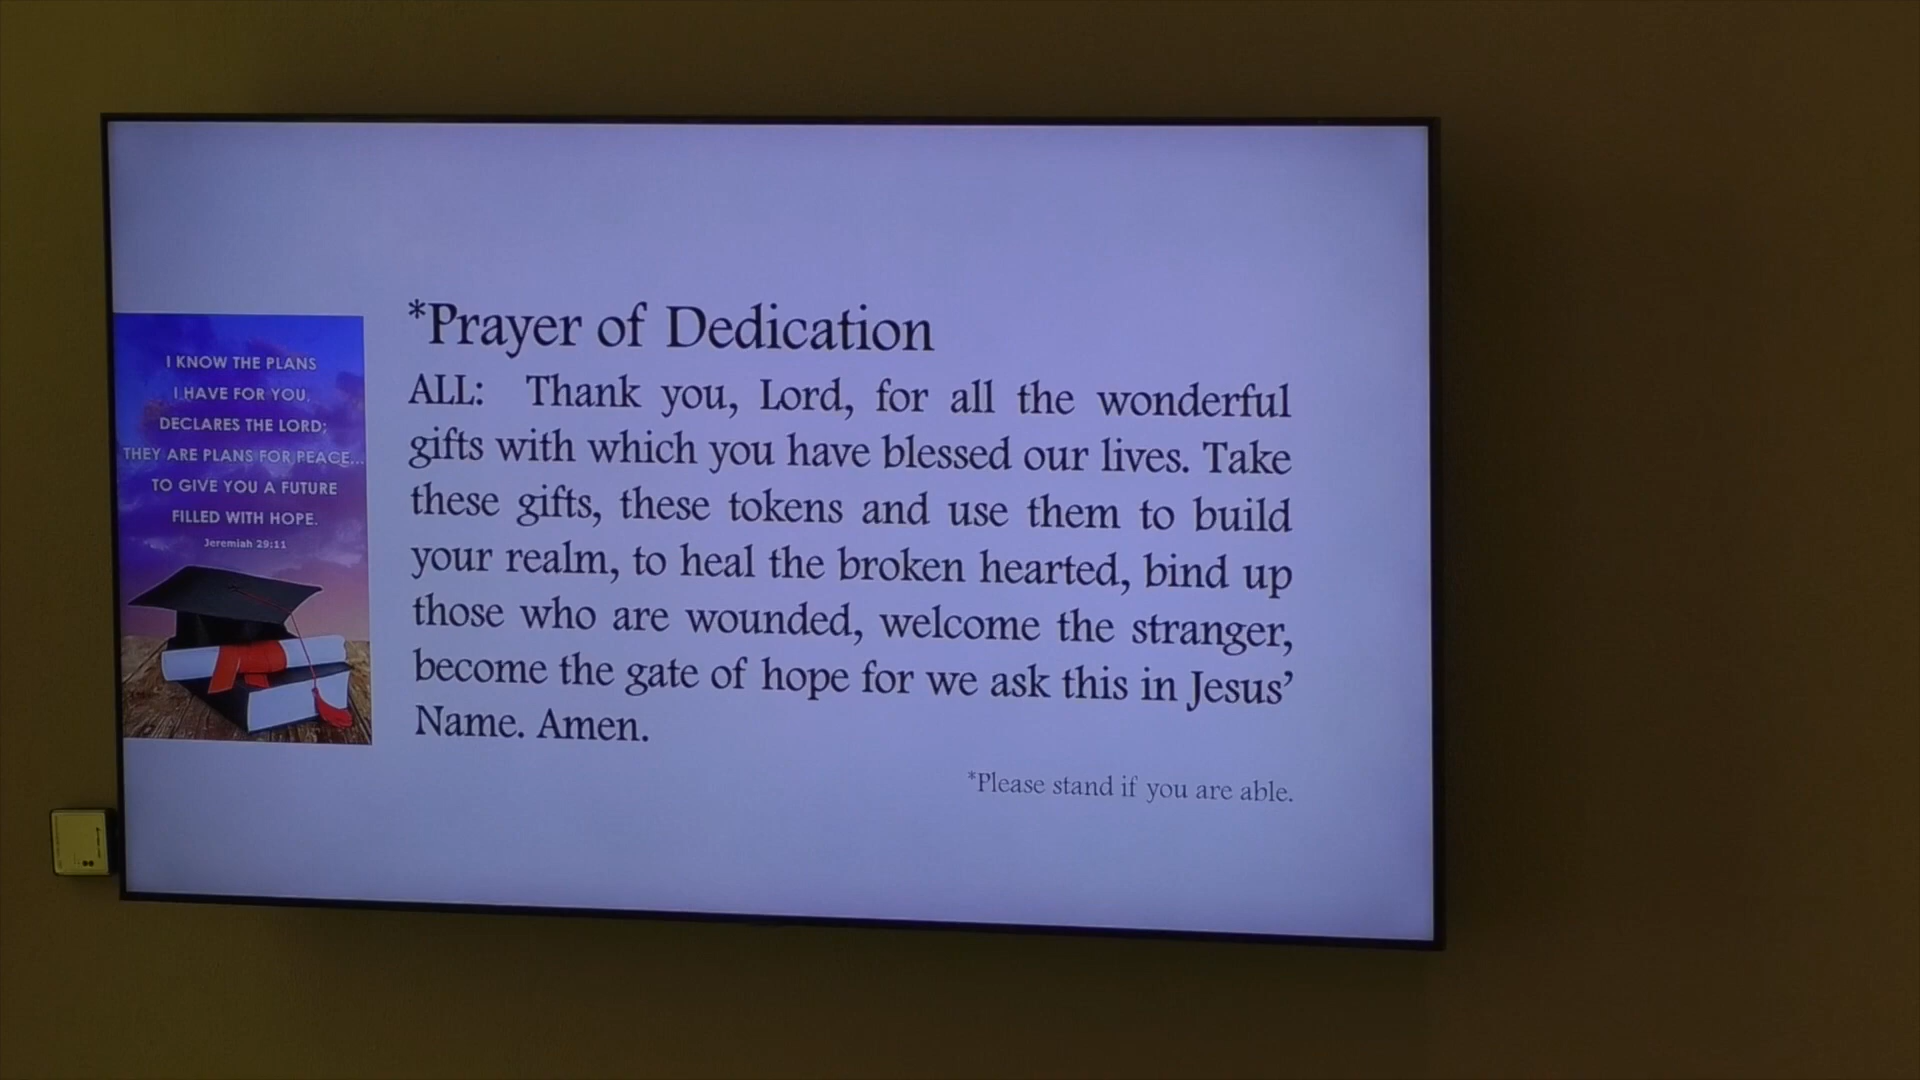 I KNOW THE PLANS
I HAVE FOR YOU,
DECLARES THE LORD;
THEY ARE PLANS FOR PEACE...
TO GIVE YOU A FUTURE
FILLED WITH HOPE.
Jeremiah 29:11
*Prayer of Dedication
ALL: Thank you, Lord, for all the wonderful
gifts with which you have blessed our lives. Take
these gifts, these tokens and use them to build
your realm, to heal the broken hearted, bind up
those who are wounded, welcome the stranger,
become the gate of hope for we ask this in Jesus’
Name. Amen.
*Please stand if you are able.